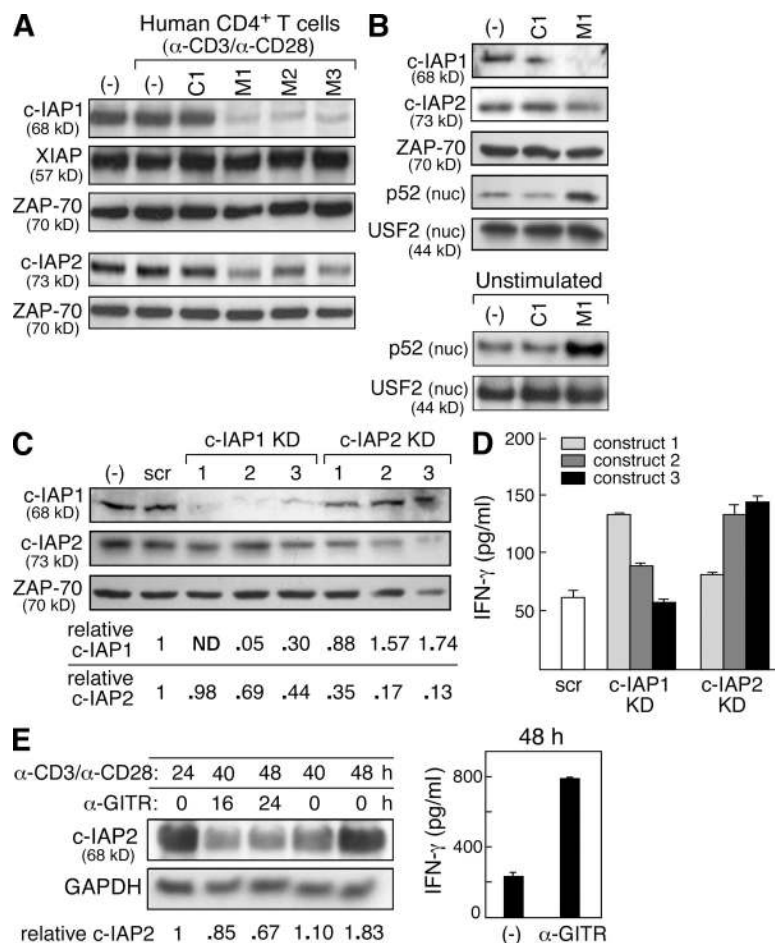 A
Human CD4+ T cells
(α-CD3/α-CD28)
(-) (-) C1 M1 M2 M3
c-IAP1
(68 kD)
XIAP
(57 kD)
ZAP-70
(70 kD)
c-IAP2
(73 kD)
ZAP-70
(70 kD)
B
(-) C1 M1
c-IAP1
(68 kD)
c-IAP2
(73 kD)
ZAP-70
(70 kD)
p52 (nuc)
USF2 (nuc)
(44 kD)
Unstimulated
(-) C1 M1
p52 (nuc)
USF2 (nuc)
(44 kD)
C
c-IAP1 KD c-IAP2 KD
(-) scr 1 2 3 1 2 3
c-IAP1
(68 kD)
c-IAP2
(73 kD)
ZAP-70
(70 kD)
relative
c-IAP1 1 ND .05 .30 .88 1.57 1.74
relative
c-IAP2 1 .98 .69 .44 .35 .17 .13
D
200
150
100
50
IFN-γ (pg/ml)
construct 1
construct 2
construct 3
scr c-IAP1 c-IAP2
KD KD
E
α-CD3/α-CD28: 24 40 48 40 48 h
α-GITR: 0 16 24 0 0 h
c-IAP2
(68 kD)
GAPDH
relative c-IAP2 1 .85 .67 1.10 1.83
48 h
800
400
0
IFN-γ (pg/ml)
(-) α-GITR